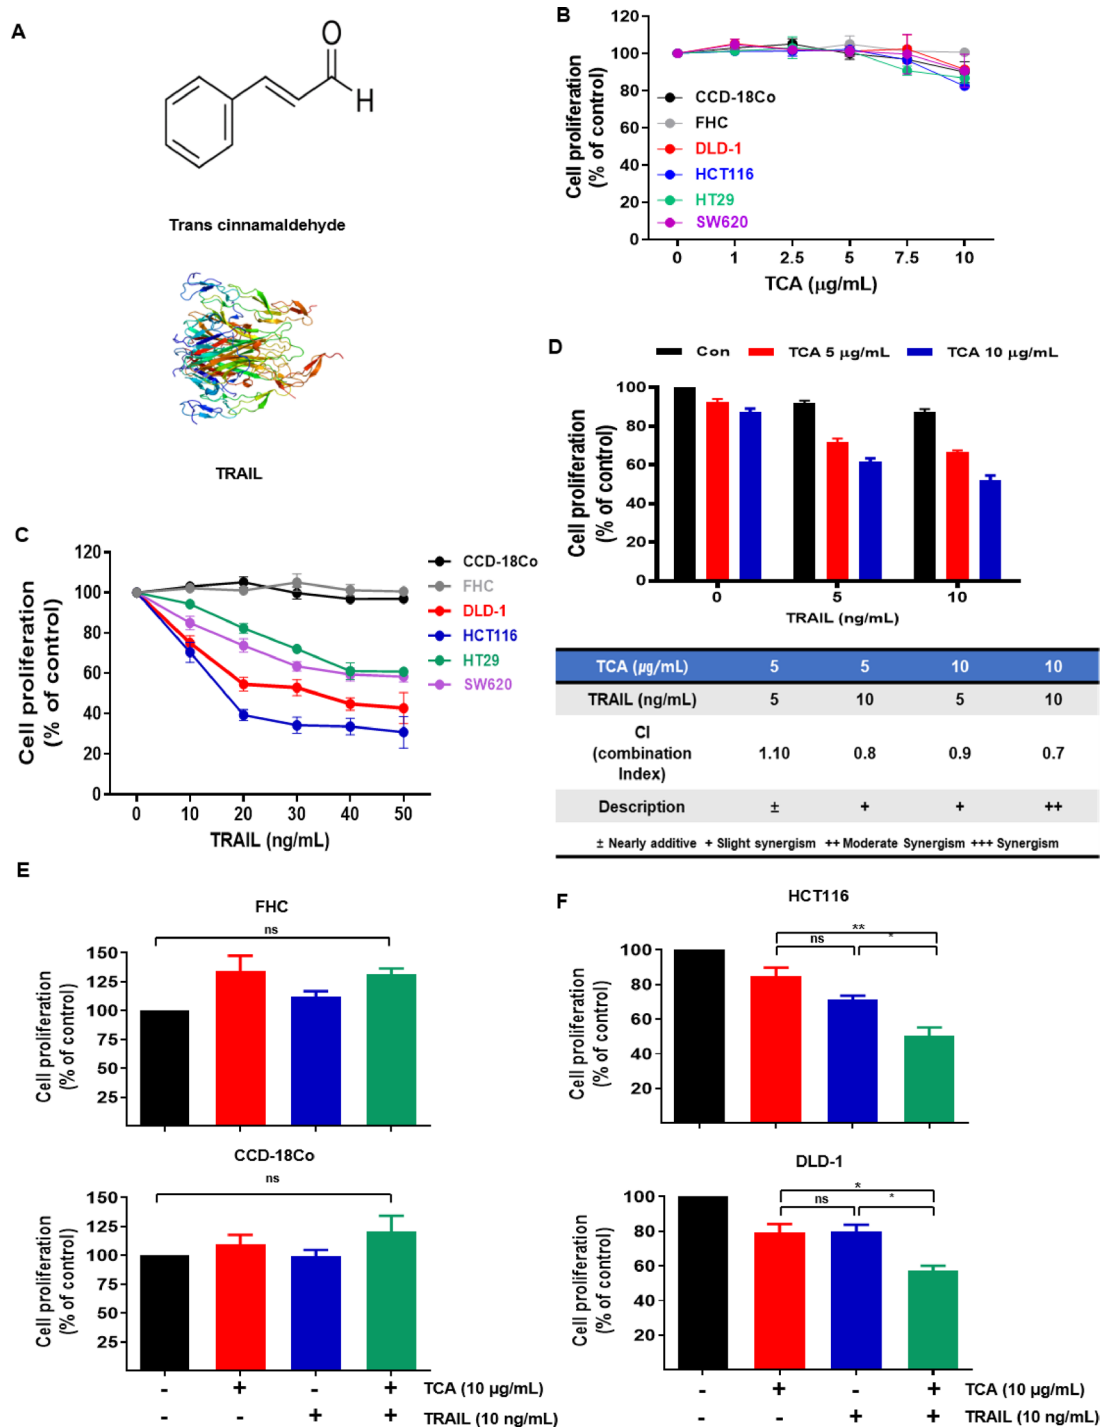 A
O
H
Trans cinnamaldehyde
TRAIL
B
Cell proliferation
(% of control)
120
100
80
60
40
20
0
CCD-18Co
FHC
DLD-1
HCT116
HT29
SW620
0 1 2.5 5 7.5 10
TCA (µg/mL)
C
Cell proliferation
(% of control)
120
100
80
60
40
20
0
0 10 20 30 40 50
TRAIL (ng/mL)
CCD-18Co
FHC
DLD-1
HCT116
HT29
SW620
D
Con TCA 5 µg/mL TCA 10 µg/mL
Cell proliferation
(% of control)
100
80
60
40
20
0
0 5 10
TRAIL (ng/mL)
TCA (µg/mL) 5 5 10 10
TRAIL (ng/mL) 5 10 5 10
CI
(combination
Index)
1.10 0.8 0.9 0.7
Description ± + + ++
± Nearly additive + Slight synergism ++ Moderate Synergism +++ Synergism
E
FHC
ns
Cell proliferation
(% of control)
150
125
100
75
50
25
CCD-18Co
ns
Cell proliferation
(% of control)
150
125
100
75
50
25
- + - + TCA (10 µg/mL)
- - + + TRAIL (10 ng/mL)
F
HCT116
**
ns *
Cell proliferation
(% of control)
100
80
60
40
20
DLD-1
*
ns *
Cell proliferation
(% of control)
100
80
60
40
20
- + - + TCA (10 µg/mL)
- - + + TRAIL (10 ng/mL)